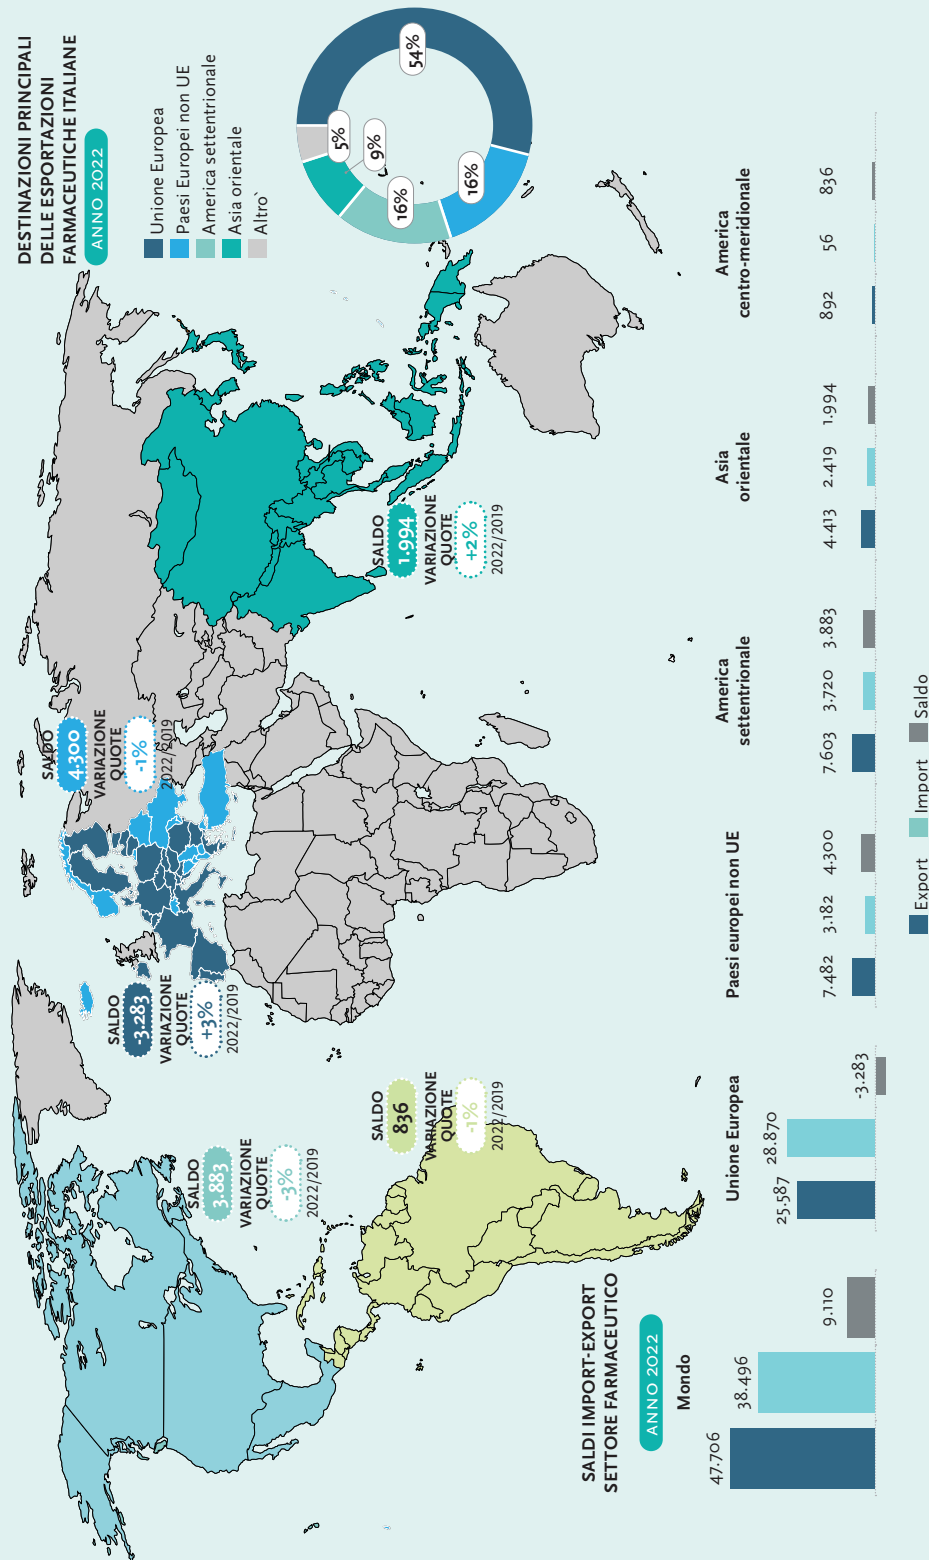 DESTINAZIONI PRINCIPALI
DELLE ESPORTAZIONI
FARMACEUTICHE ITALIANE
ANNO 2022
Unione Europea
Paesi Europei non UE
America settentrionale
Asia orientale
Altro`
54%
16%
16%
9%
5%
SALDO
3.883
VARIAZIONE
QUOTE
-3%
2022/2019
SALDO
836
VARIAZIONE
QUOTE
-1%
2022/2019
SALDO
-3.283
VARIAZIONE
QUOTE
+3%
2022/2019
SALDO
4.300
VARIAZIONE
QUOTE
-1%
2022/2019
SALDO
1.994
VARIAZIONE
QUOTE
+2%
2022/2019
SALDI IMPORT-EXPORT
SETTORE FARMACEUTICO
ANNO 2022
Mondo
47.706
38.496
9.110
Unione Europea
25.587
28.870
-3.283
Paesi europei non UE
7.482
3.182
4.300
America
settentrionale
7.603
3.720
3.883
Asia
orientale
4.413
2.419
1.994
America
centro-meridionale
892
56
836
Export
Import
Saldo